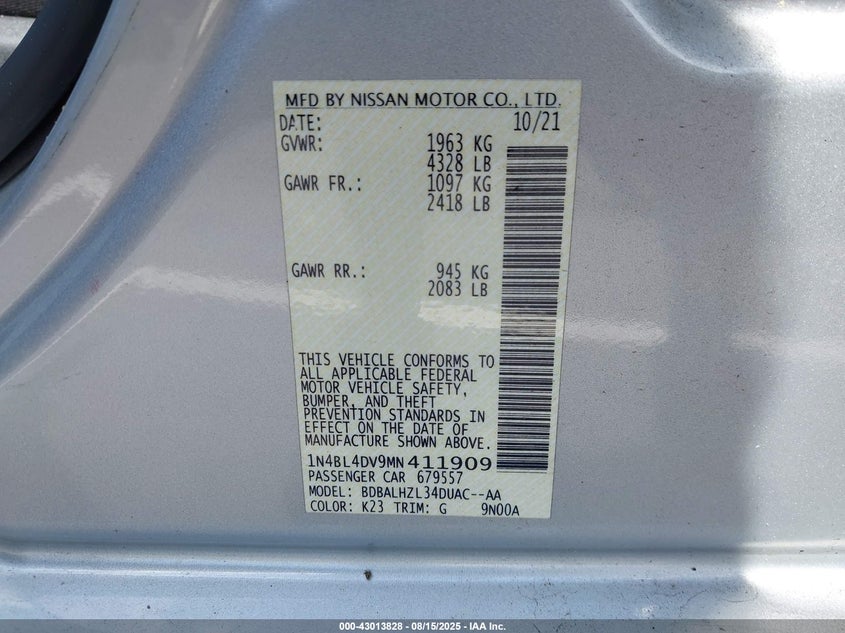 MFD BY NISSAN MOTOR CO., LTD.
DATE: 10/21
GVWR: 1963 KG
4328 LB
GAWR FR.: 1097 KG
2418 LB
GAWR RR.: 945 KG
2083 LB
THIS VEHICLE CONFORMS TO
ALL APPLICABLE FEDERAL
MOTOR VEHICLE SAFETY,
BUMPER, AND THEFT
PREVENTION STANDARDS IN
EFFECT ON THE DATE OF
MANUFACTURE SHOWN ABOVE.
1N4BL4DV9MN411909
PASSENGER CAR 679557
MODEL: BDBALHZL34DUAC--AA
COLOR: K23 TRIM: G 9N00A
000-43013828 - 08/15/2025 - IAA Inc.